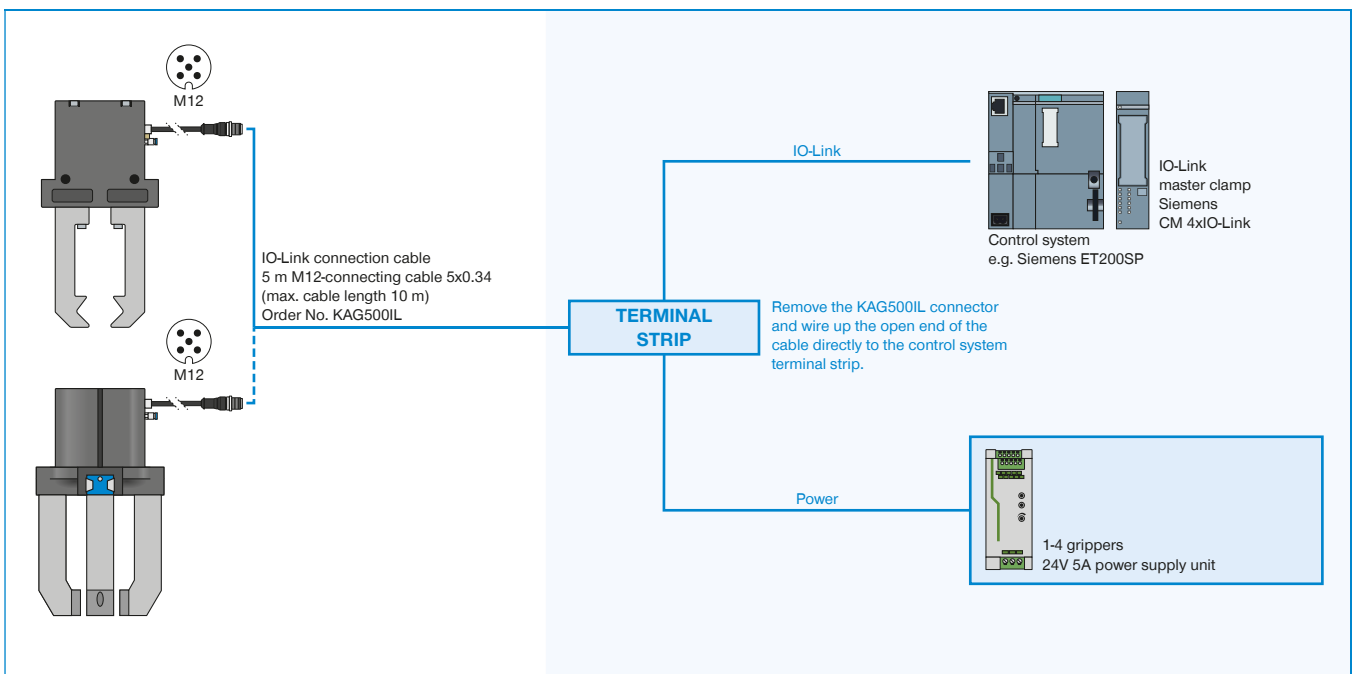 M12
IO-Link connection cable
5 m M12-connecting cable 5x0.34
(max. cable length 10 m)
Order No. KAG500IL
M12
TERMINAL
STRIP
Remove the KAG500IL connector
and wire up the open end of the
cable directly to the control system
terminal strip.
IO-Link
Control system
e.g. Siemens ET200SP
IO-Link
master clamp
Siemens
CM 4xIO-Link
Power
1-4 grippers
24V 5A power supply unit